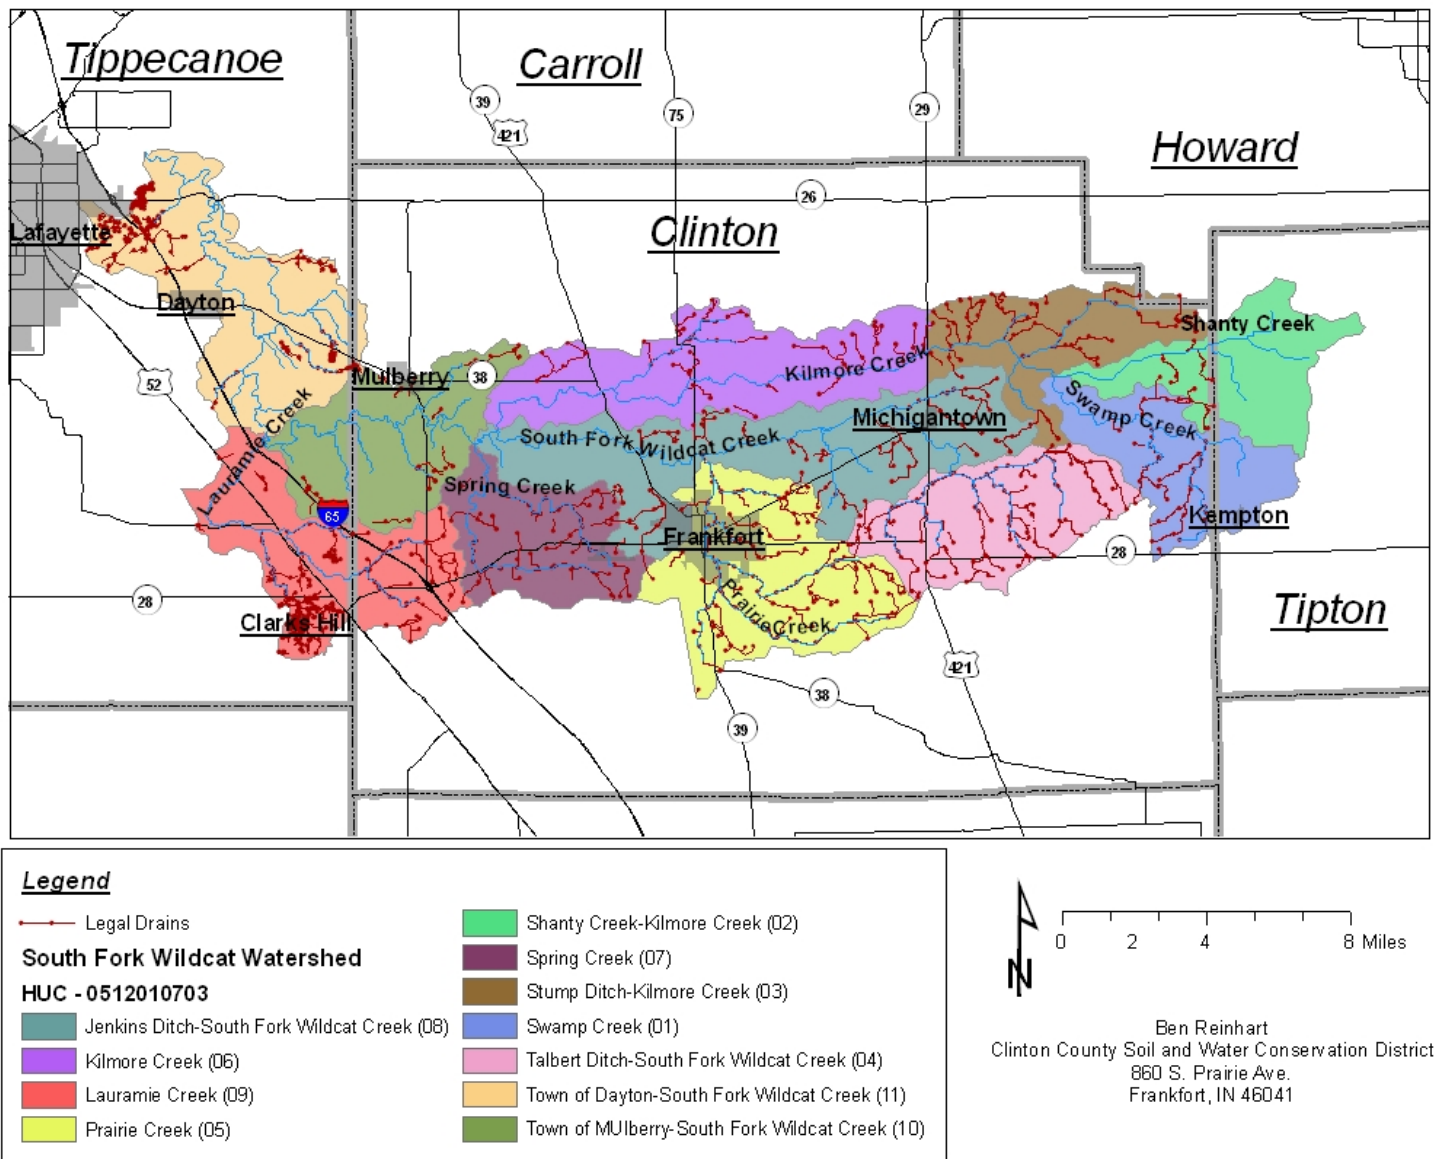 Tippecanoe
Carroll
39
75
29
421
Howard
26
Lafayette
Clinton
Dayton
Shanty Creek
52
Mulberry
38
Kilmore Creek
Lauramie Creek
Michigantown
Swamp Creek
South Fork Wildcat Creek
Spring Creek
65
Kempton
Frankfort
28
28
Prairie Creek
Clarks Hill
Tipton
421
38
39
Legend
Legal Drains
South Fork Wildcat Watershed
HUC - 0512010703
Jenkins Ditch-South Fork Wildcat Creek (08)
Kilmore Creek (06)
Lauramie Creek (09)
Prairie Creek (05)
Shanty Creek-Kilmore Creek (02)
Spring Creek (07)
Stump Ditch-Kilmore Creek (03)
Swamp Creek (01)
Talbert Ditch-South Fork Wildcat Creek (04)
Town of Dayton-South Fork Wildcat Creek (11)
Town of MUlberry-South Fork Wildcat Creek (10)
N
0 2 4 8 Miles
Ben Reinhart
Clinton County Soil and Water Conservation District
860 S. Prairie Ave.
Frankfort, IN 46041